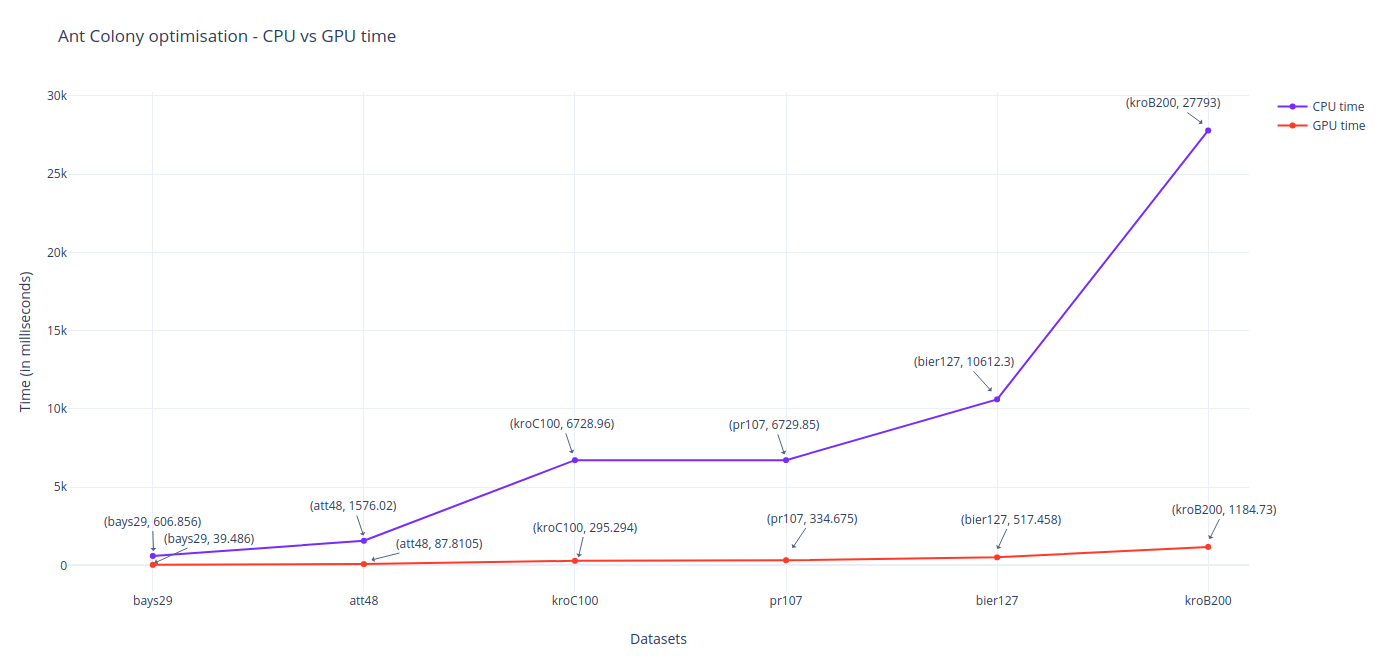 Ant Colony optimisation - CPU vs GPU time
30k
(kroB200, 27793)
CPU time
GPU time
25k
20k
15k
(bier127, 10612.3)
10k
(kroC100, 6728.96)
(pr107, 6729.85)
5k
(bays29, 606.856)
(att48, 1576.02)
(kroC100, 295.294)
(pr107, 334.675)
(bier127, 517.458)
(kroB200, 1184.73)
(bays29, 39.486)
(att48, 87.8105)
0
Time (In milliseconds)
bays29
att48
kroC100
pr107
bier127
kroB200
Datasets